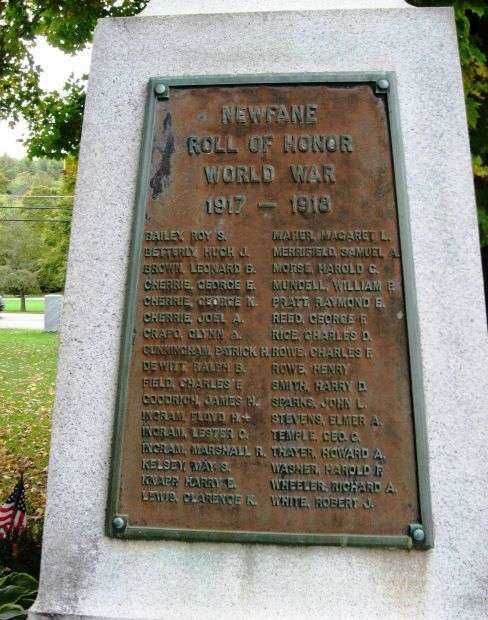 NEWFANE
ROLL OF HONOR
WORLD WAR
1917 — 1918
BAILEY, ROY S.
BETTERLY, HUGH J.
BROWN, LEONARD B.
CHERRIE, GEORGE E.
CHERRIE, GEORGE K.
CHERRIE, JOEL A.
CRAPO, GLYNN A.
CUNNINGHAM, PATRICK H.
DEWITT, RALPH B.
FIELD, CHARLES E.
GOODRICH, JAMES H.
INGRAM, FLOYD H. +
INGRAM, LESTER C.
INGRAM, MARSHALL R.
KELSEY, MAY, S.
KNAPP HARRY E.
LEWIS, CLARENCE K.
MAHER, MAGARET L.
MERRIFIELD, SAMUEL A.
MORSE, HAROLD C.
MUNDELL, WILLIAM P.
PRATT RAYMOND E.
REED, GEORGE F.
RICE, CHARLES D.
ROWE, CHARLES F.
ROWE, HENRY
SMITH, HARRY D.
SPARKS, JOHN L.
STEVENS, ELMER A.
TEMPLE, GEO. C.
THAYER, HOWARD A.
WASHER, HAROLD P.
WHEELER, RICHARD A.
WHITE, ROBERT J.